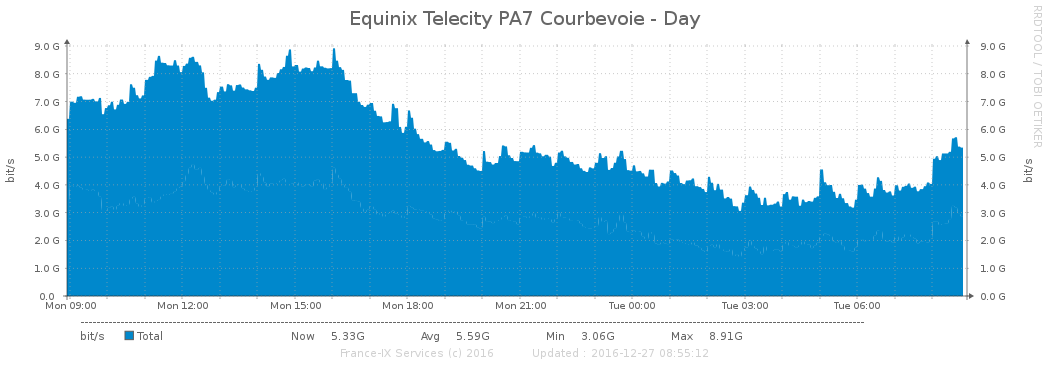 Equinix Telecity PA7 Courbevoie - Day
RRDTOOL / TOBI OETIKER
bit/s
bit/s
9.0 G 9.0 G
8.0 G 8.0 G
7.0 G 7.0 G
6.0 G 6.0 G
5.0 G 5.0 G
4.0 G 4.0 G
3.0 G 3.0 G
2.0 G 2.0 G
1.0 G 1.0 G
0.0 0.0 G
Mon 09:00 Mon 12:00 Mon 15:00 Mon 18:00 Mon 21:00 Tue 00:00 Tue 03:00 Tue 06:00
bit/s Total Now 5.33G Avg 5.59G Min 3.06G Max 8.91G
France-IX Services (c) 2016 Updated : 2016-12-27 08:55:12